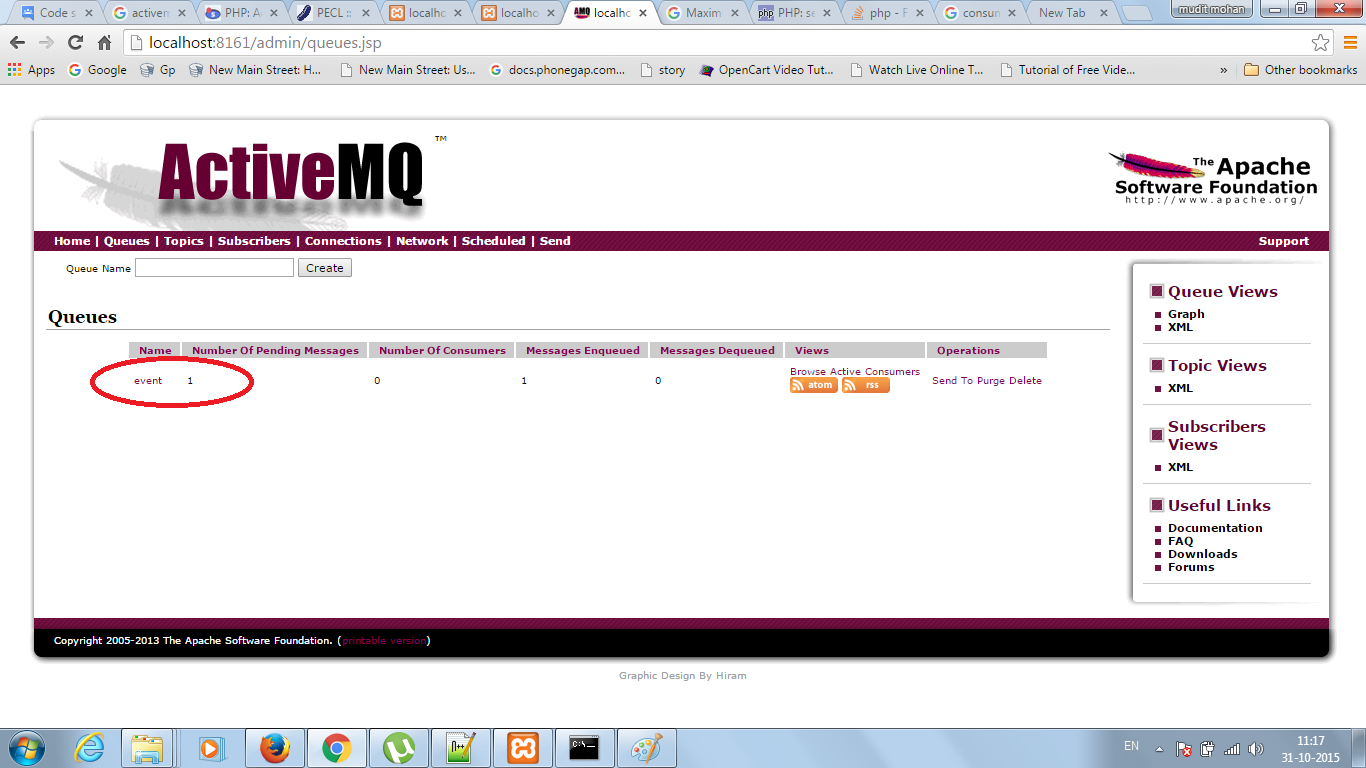 Code s
activem
PHP: A
PECL ::
localho
localho
AMQ localho
Maxim
php PHP: se
php - F
consun
New Tab
mudit mohan
localhost:8161/admin/queues.jsp
Apps Google Gp New Main Street: H... New Main Street: Us... docs.phonegap.com... story OpenCart Video Tut... Watch Live Online T... Tutorial of Free Vide... » Other bookmarks
ActiveMQ™
The Apache
Software Foundation
http://www.apache.org/
Home | Queues | Topics | Subscribers | Connections | Network | Scheduled | Send
Support
Queue Name Create
Queues
Name Number Of Pending Messages Number Of Consumers Messages Enqueued Messages Dequeued Views Operations
event 1 0 1 0 Browse Active Consumers
atom rss
Send To Purge Delete
Queue Views
Graph
XML
Topic Views
XML
Subscribers
Views
XML
Useful Links
Documentation
FAQ
Downloads
Forums
Copyright 2005-2013 The Apache Software Foundation. (printable version)
Graphic Design By Hiram
EN
11:17
31-10-2015